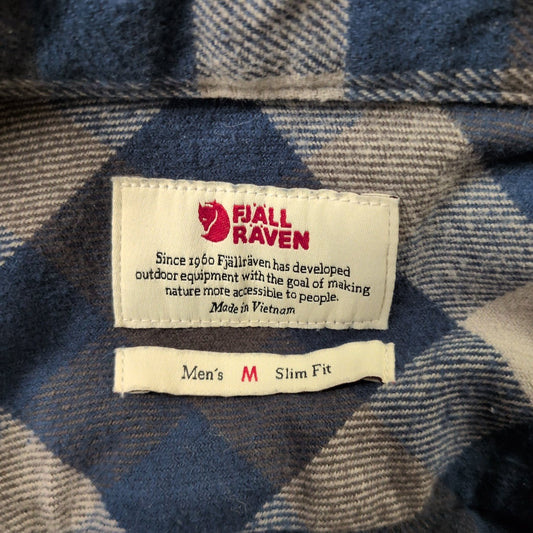 FJÄLL
RÄVEN
Since 1960 Fjällräven has developed
outdoor equipment with the goal of making
nature more accessible to people.
Made in Vietnam
Men's M Slim Fit